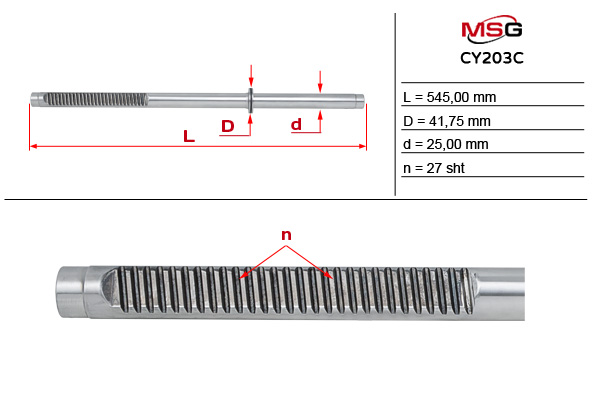 MSG
CY203C
L = 545,00 mm
D = 41,75 mm
d = 25,00 mm
n = 27 sht
L
D
d
n